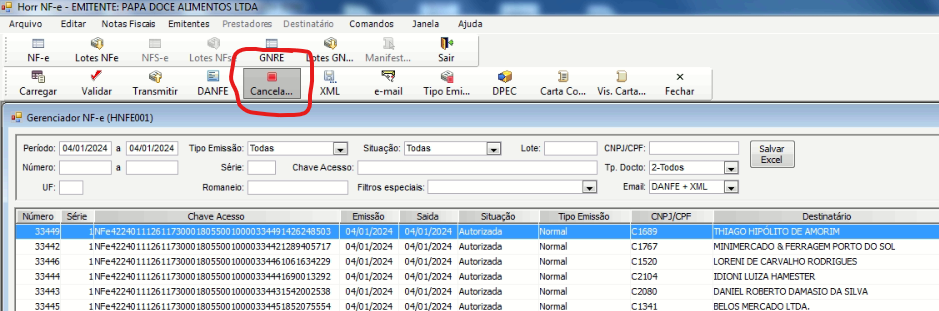 Horr NF-e - EMITENTE: PAPA DOCE ALIMENTOS LTDA
Arquivo Editar Notas Fiscais Emitentes Prestadores Destinatário Comandos Janela Ajuda
NF-e Lotes NFe NFS-e Lotes NFs GNRE Lotes GN... Manifest... Sair
Carregar Validar Transmitir DANFE Cancela... XML e-mail Tipo Emi... DPEC Carta Co... Vis. Carta... Fechar
Gerenciador NF-e (HNFE001)
Período: 04/01/2024 a 04/01/2024 Tipo Emissão: Todas Situação: Todas Lote: CNPJ/CPF: Salvar Excel
Número: a Série: Chave Acesso: Tp. Docto: 2-Todos
UF: Romaneio: Filtros especiais: Email: DANFE + XML
Número Série Chave Acesso Emissão Saida Situação Tipo Emissão CNPJ/CPF Destinatário
33449 1 NFe42240111261173000180550010000334491426248503 04/01/2024 04/01/2024 Autorizada Normal C1689 THIAGO HIPÓLITO DE AMORIM
33442 1 NFe42240111261173000180550010000334421289405717 04/01/2024 04/01/2024 Autorizada Normal C1767 MINIMERCADO & FERRAGEM PORTO DO SOL
33446 1 NFe42240111261173000180550010000334461061634229 04/01/2024 04/01/2024 Autorizada Normal C1520 LORENI DE CARVALHO RODRIGUES
33444 1 NFe42240111261173000180550010000334441690013292 04/01/2024 04/01/2024 Autorizada Normal C2104 IDIONI LUIZA HAMESTER
33443 1 NFe42240111261173000180550010000334431542002538 04/01/2024 04/01/2024 Autorizada Normal C2080 DANIEL ROBERTO DAMASIO DA SILVA
33445 1 NFe42240111261173000180550010000334451852075554 04/01/2024 04/01/2024 Autorizada Normal C1341 BELOS MERCADO LTDA.